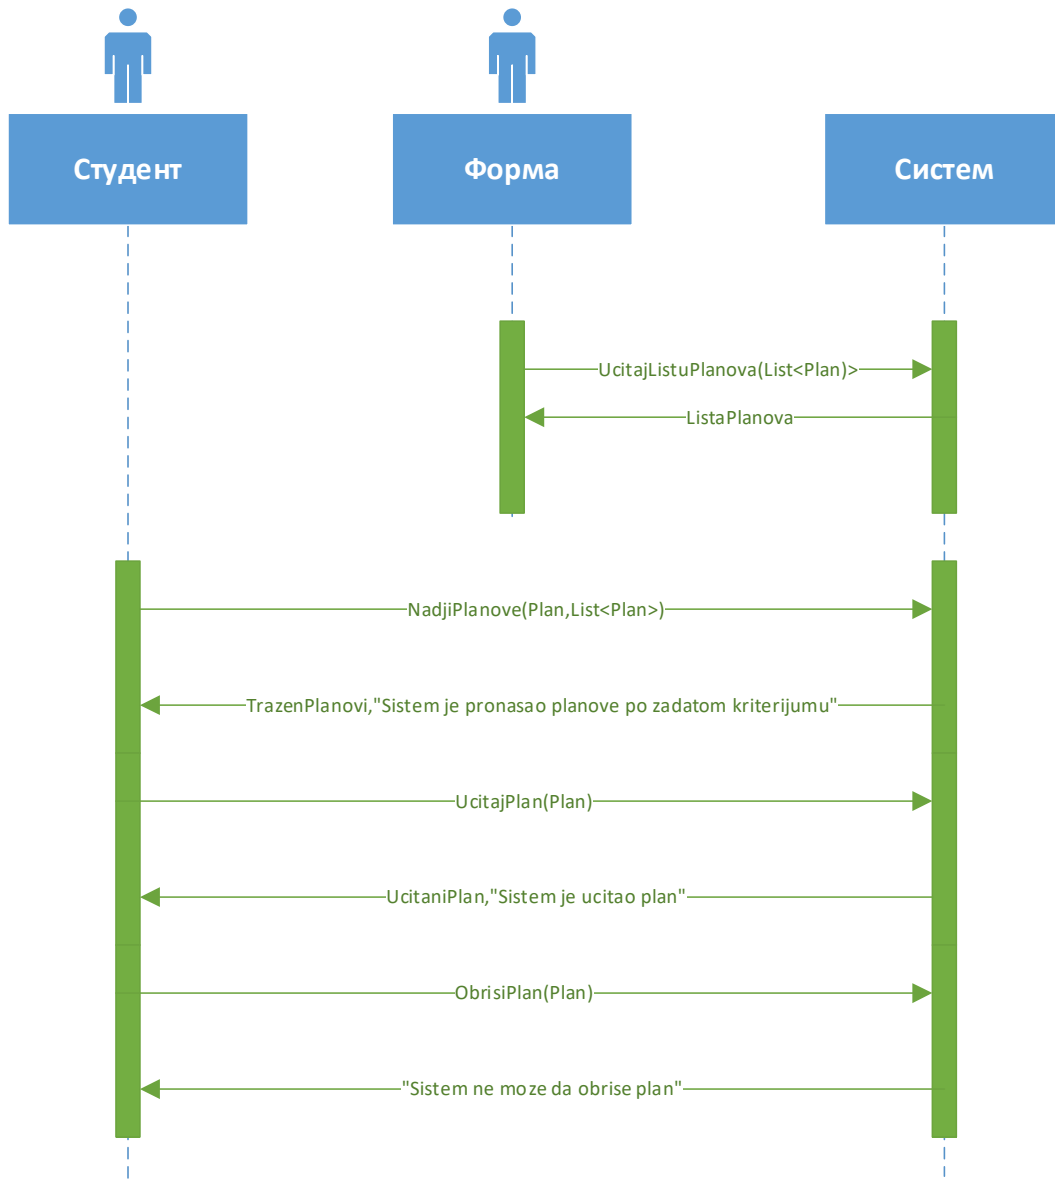 Студент
Форма
Систем
UcitajListuPlanova(List<Plan)>
ListaPlanova
NadjiPlanove(Plan,List<Plan>)
TrazenPlanovi,"Sistem je pronasao planove po zadatom kriterijumu"
UcitajPlan(Plan)
UcitaniPlan,"Sistem je ucitao plan"
ObrisiPlan(Plan)
"Sistem ne moze da obrise plan"